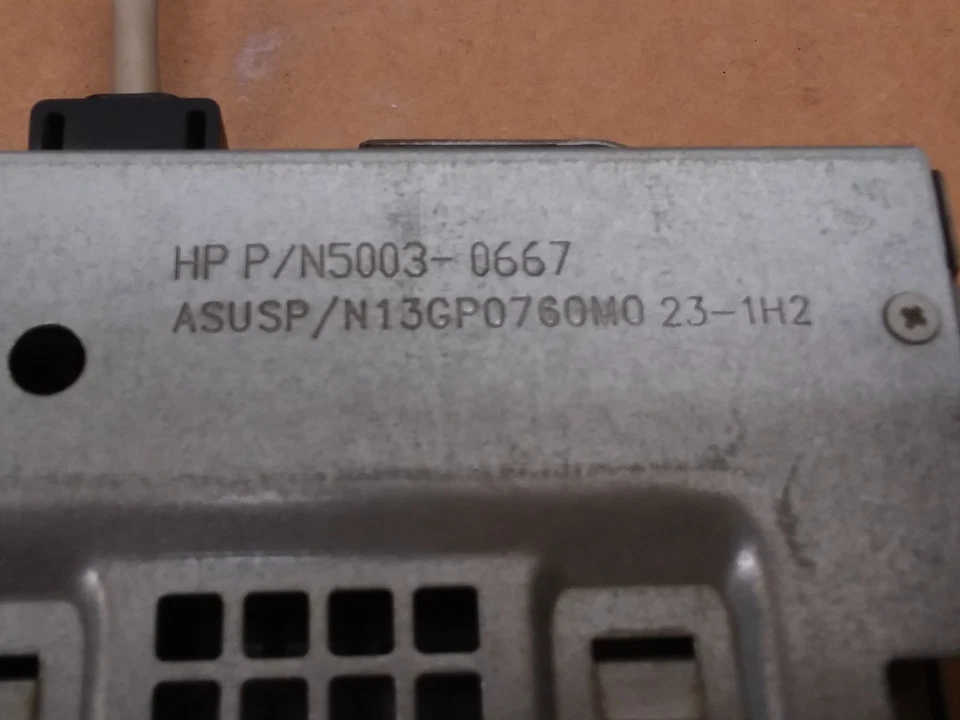 HP P/N5003-0667
ASUSP/N13GP0760M0 23-1H2